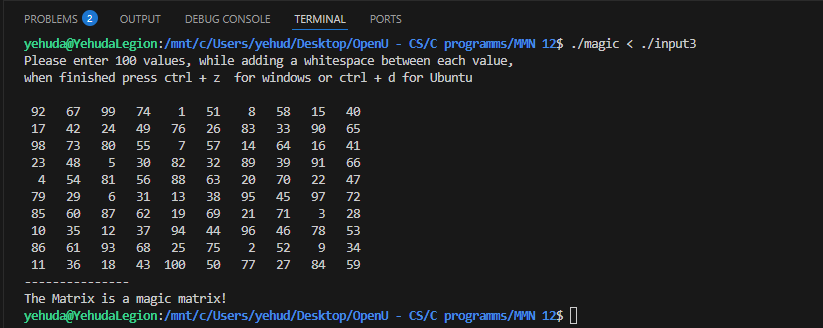 PROBLEMS 2 OUTPUT DEBUG CONSOLE TERMINAL PORTS
yehuda@YehudaLegion:/mnt/c/Users/yehud/Desktop/OpenU - CS/C programms/MMN 12$ ./magic < ./input3
Please enter 100 values, while adding a whitespace between each value,
when finished press ctrl + z  for windows or ctrl + d for Ubuntu
92 67 99 74 1 51 8 58 15 40
17 42 24 49 76 26 83 33 90 65
98 73 80 55 7 57 14 64 16 41
23 48 5 30 82 32 89 39 91 66
4 54 81 56 88 63 20 70 22 47
79 29 6 31 13 38 95 45 97 72
85 60 87 62 19 69 21 71 3 28
10 35 12 37 94 44 96 46 78 53
86 61 93 68 25 75 2 52 9 34
11 36 18 43 100 50 77 27 84 59
---------------
The Matrix is a magic matrix!
yehuda@YehudaLegion:/mnt/c/Users/yehud/Desktop/OpenU - CS/C programms/MMN 12$